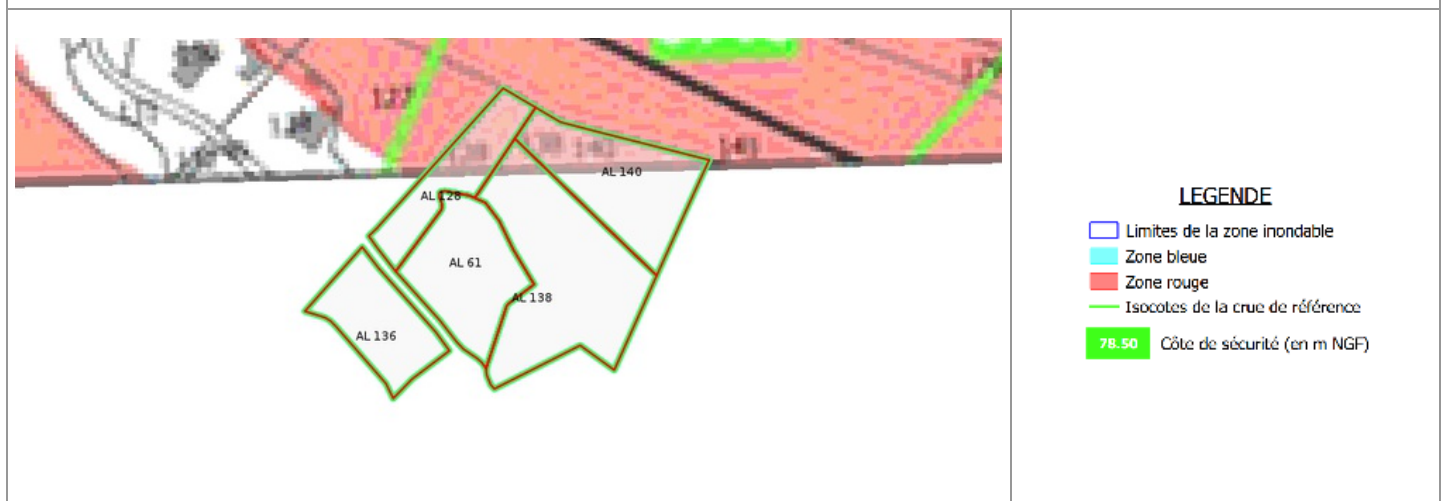 AL 140
AL 128
AL 61
AL 138
AL 136
LEGENDE
Limites de la zone inondable
Zone bleue
Zone rouge
Isocotes de la crue de référence
78.50 Côte de sécurité (en m NGF)